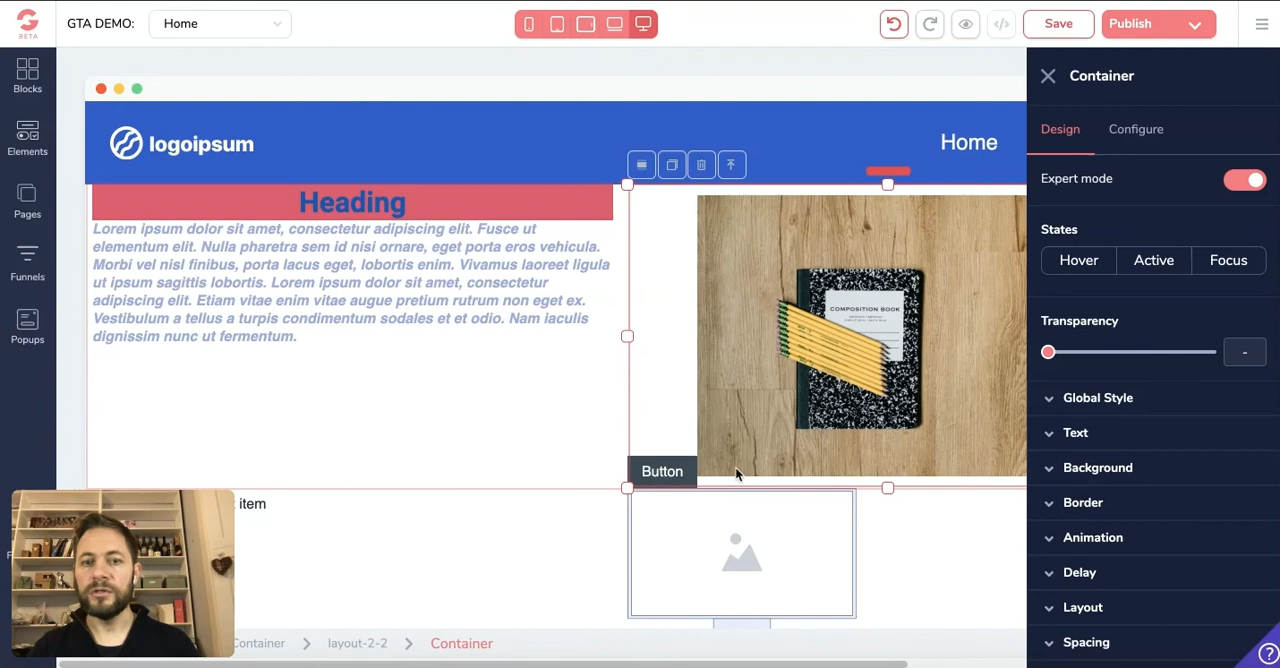 BETA
GTA DEMO:
Home
Save
Publish
Blocks
Elements
Pages
Funnels
Popups
logoipsum
Home
Heading
Lorem ipsum dolor sit amet, consectetur adipiscing elit. Fusce ut
elementum elit. Nulla pharetra sem id nisi ornare, eget porta eros vehicula.
Morbi vel nisl finibus, porta lacus eget, lobortis enim. Vivamus laoreet ligula
ut ipsum sagittis lobortis. Lorem ipsum dolor sit amet, consectetur
adipiscing elit. Etiam vitae enim vitae augue pretium rutrum non eget ex.
Vestibulum a tellus a turpis condimentum sodales et et odio. Nam iaculis
dignissim nunc ut fermentum.
COMPOSITION BOOK
Button
item
Container
layout-2-2
Container
Container
Design
Configure
Expert mode
States
Hover
Active
Focus
Transparency
-
Global Style
Text
Background
Border
Animation
Delay
Layout
Spacing
?